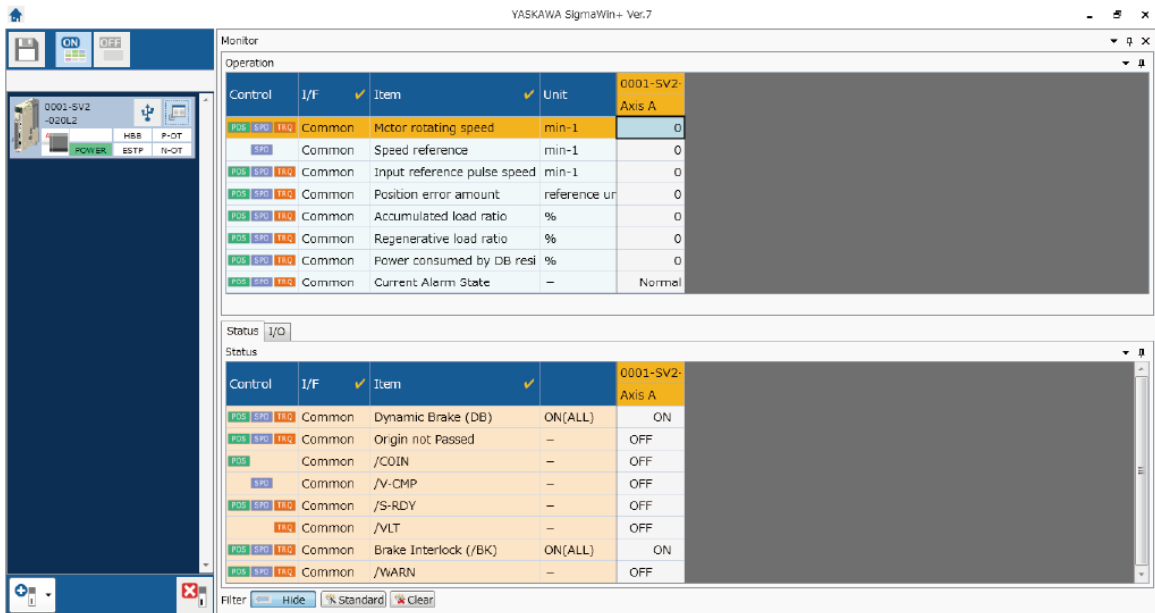 YASKAWA SigmaWin+ Ver.7
ON OFF
0001-SV2
-020L2
HBB P-OT
POWER ESTP N-OT
Monitor
Operation
Control I/F Item Unit 0001-SV2-
Axis A
POS SPD TRQ Common Motor rotating speed min-1 0
SPD Common Speed reference min-1 0
POS SPD TRQ Common Input reference pulse speed min-1 0
POS SPD TRQ Common Position error amount reference ur 0
POS SPD TRQ Common Accumulated load ratio % 0
POS SPD TRQ Common Regenerative load ratio % 0
POS SPD TRQ Common Power consumed by DB resi % 0
POS SPD TRQ Common Current Alarm State – Normal
Status I/O
Status
Control I/F Item 0001-SV2-
Axis A
POS SPD TRQ Common Dynamic Brake (DB) ON(ALL) ON
POS SPD TRQ Common Origin not Passed – OFF
POS Common /COIN – OFF
SPD Common /V-CMP – OFF
POS SPD TRQ Common /S-RDY – OFF
TRQ Common /VLT – OFF
POS SPD TRQ Common Brake Interlock (/BK) ON(ALL) ON
POS SPD TRQ Common /WARN – OFF
Filter Hide Standard Clear